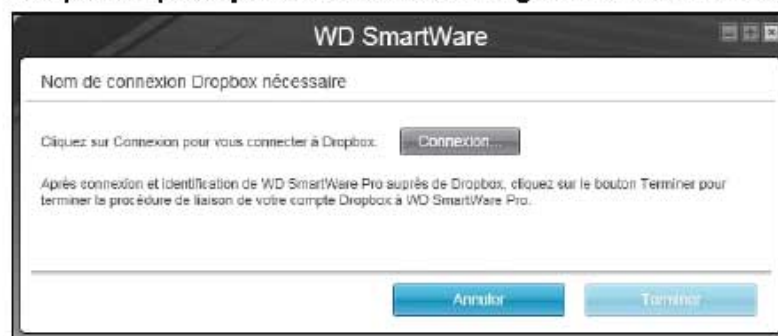 WD SmartWare
Nom de connexion Dropbox nécessaire
Cliquez sur Connexion pour vous connecter à Dropbox. Connexion...
Après connexion et identification de WD SmartWare Pro auprès de Dropbox, cliquez sur le bouton Terminer pour
terminer la procédure de liaison de votre compte Dropbox à WD SmartWare Pro.
Annuler Terminer